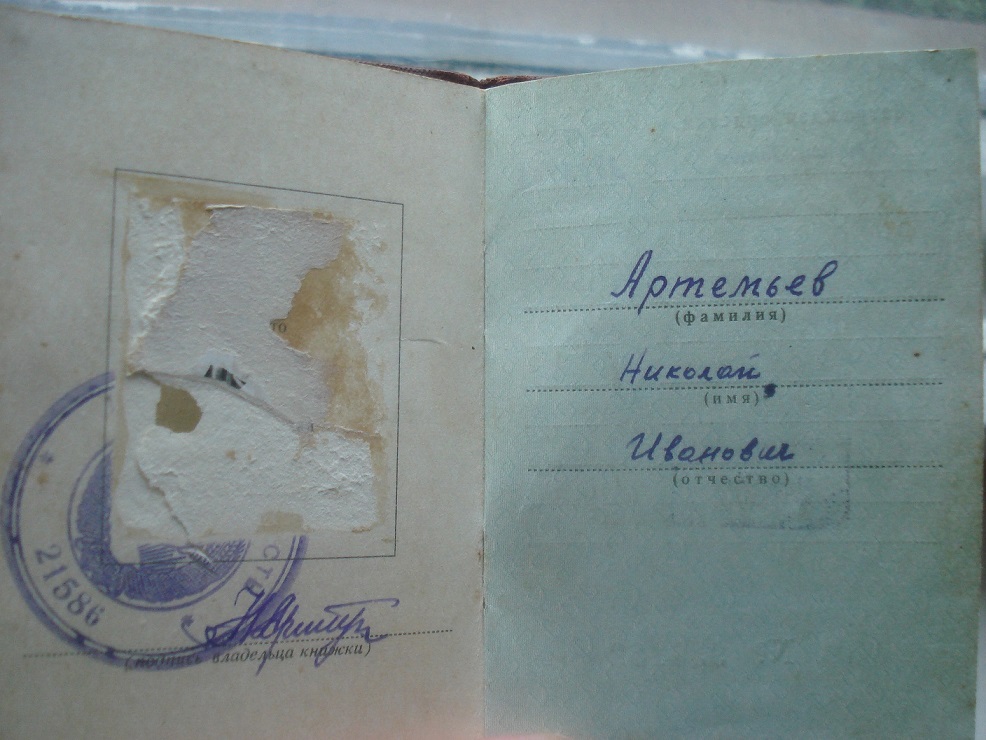 21586
(подпись владельца книжки)
Артемьев
(фамилия)
Николай
(имя)
Иванович
(отчество)